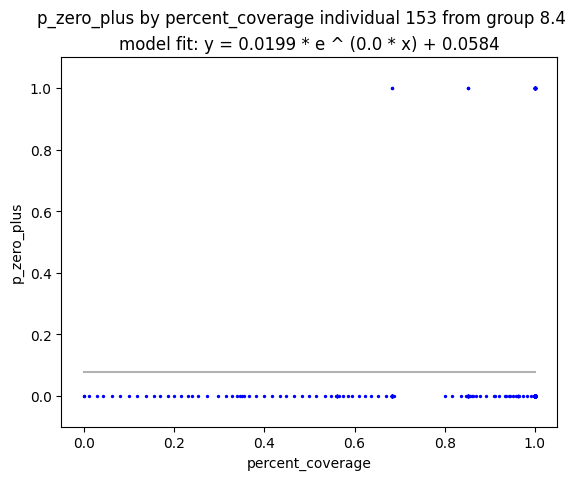 p_zero_plus by percent_coverage individual 153 from group 8.4
model fit: y = 0.0199 * e ^ (0.0 * x) + 0.0584
1.0
0.8
0.6
0.4
0.2
0.0
p_zero_plus
0.0 0.2 0.4 0.6 0.8 1.0
percent_coverage